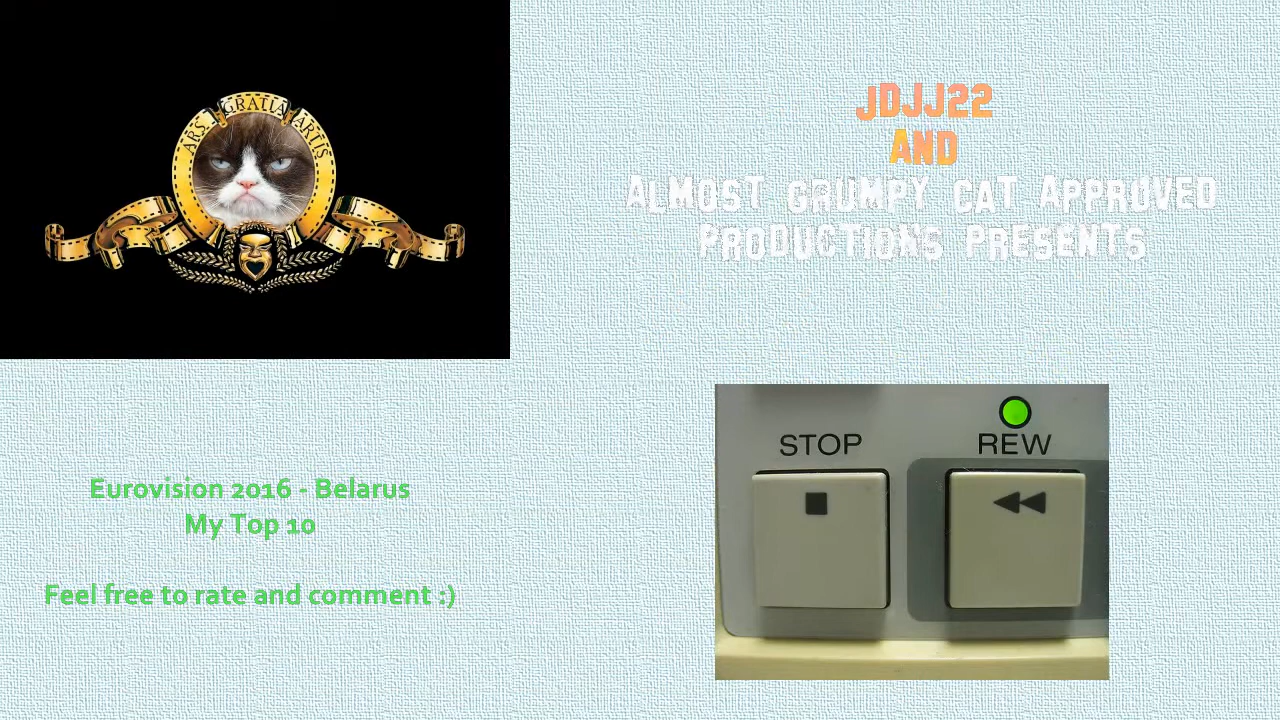 ARS GRATIA ARTIS
JDJJ22
AND
ALMOST GRUMPY CAT APPROVED
PRODUCTIONS PRESENTS
Eurovision 2016 - Belarus
My Top 10
Feel free to rate and comment :)
STOP REW